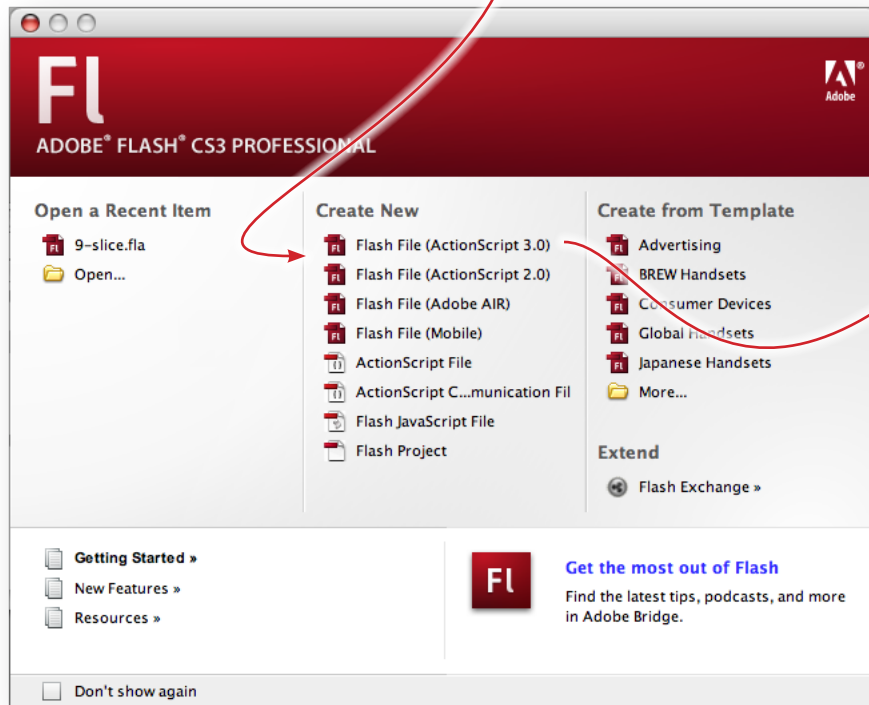 Fl
Adobe®
ADOBE® FLASH® CS3 PROFESSIONAL
Open a Recent Item
9-slice.fla
Open...
Create New
Flash File (ActionScript 3.0)
Flash File (ActionScript 2.0)
Flash File (Adobe AIR)
Flash File (Mobile)
ActionScript File
ActionScript C...munication Fil
Flash JavaScript File
Flash Project
Create from Template
Advertising
BREW Handsets
Consumer Devices
Global Handsets
Japanese Handsets
More...
Extend
Flash Exchange »
Getting Started »
New Features »
Resources »
Fl
Get the most out of Flash
Find the latest tips, podcasts, and more
in Adobe Bridge.
Don't show again